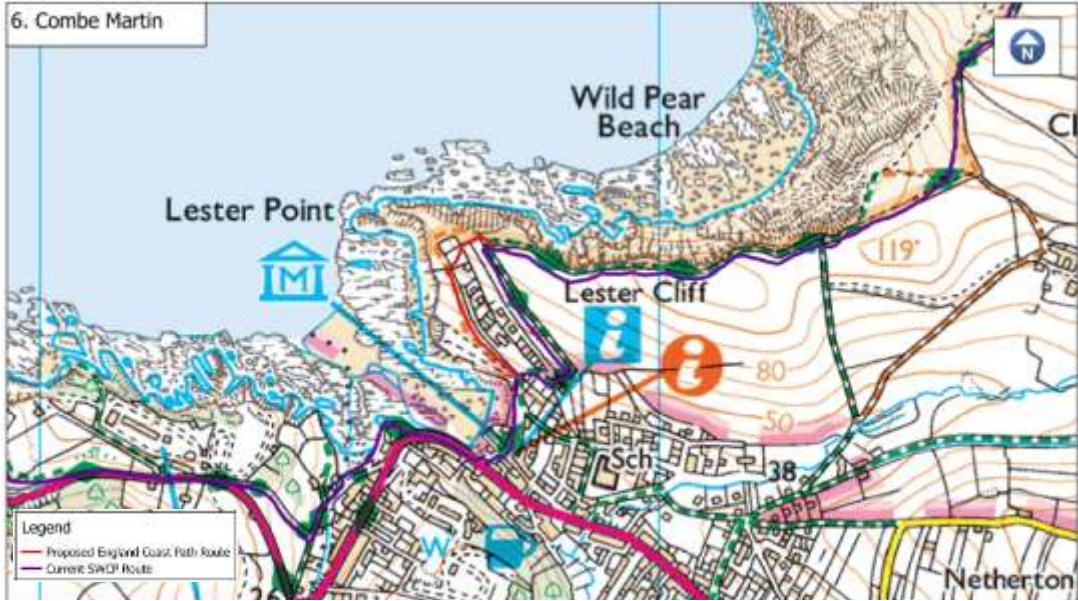 6. Combe Martin
N
Wild Pear
Beach
Lester Point
M
119
Lester Cliff
i
i
80
50
Sch
38
W
Legend
Proposed England Coast Path Route
Current SWCP Route
Netherton